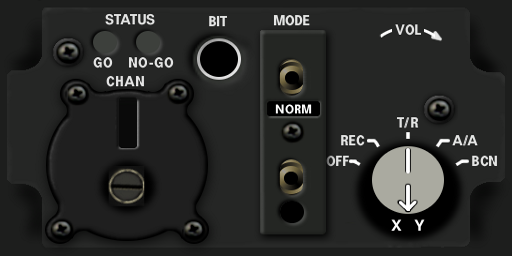 STATUS
BIT
MODE
VOL
GO NO-GO
CHAN
NORM
T/R
REC
A/A
OFF
BCN
X Y